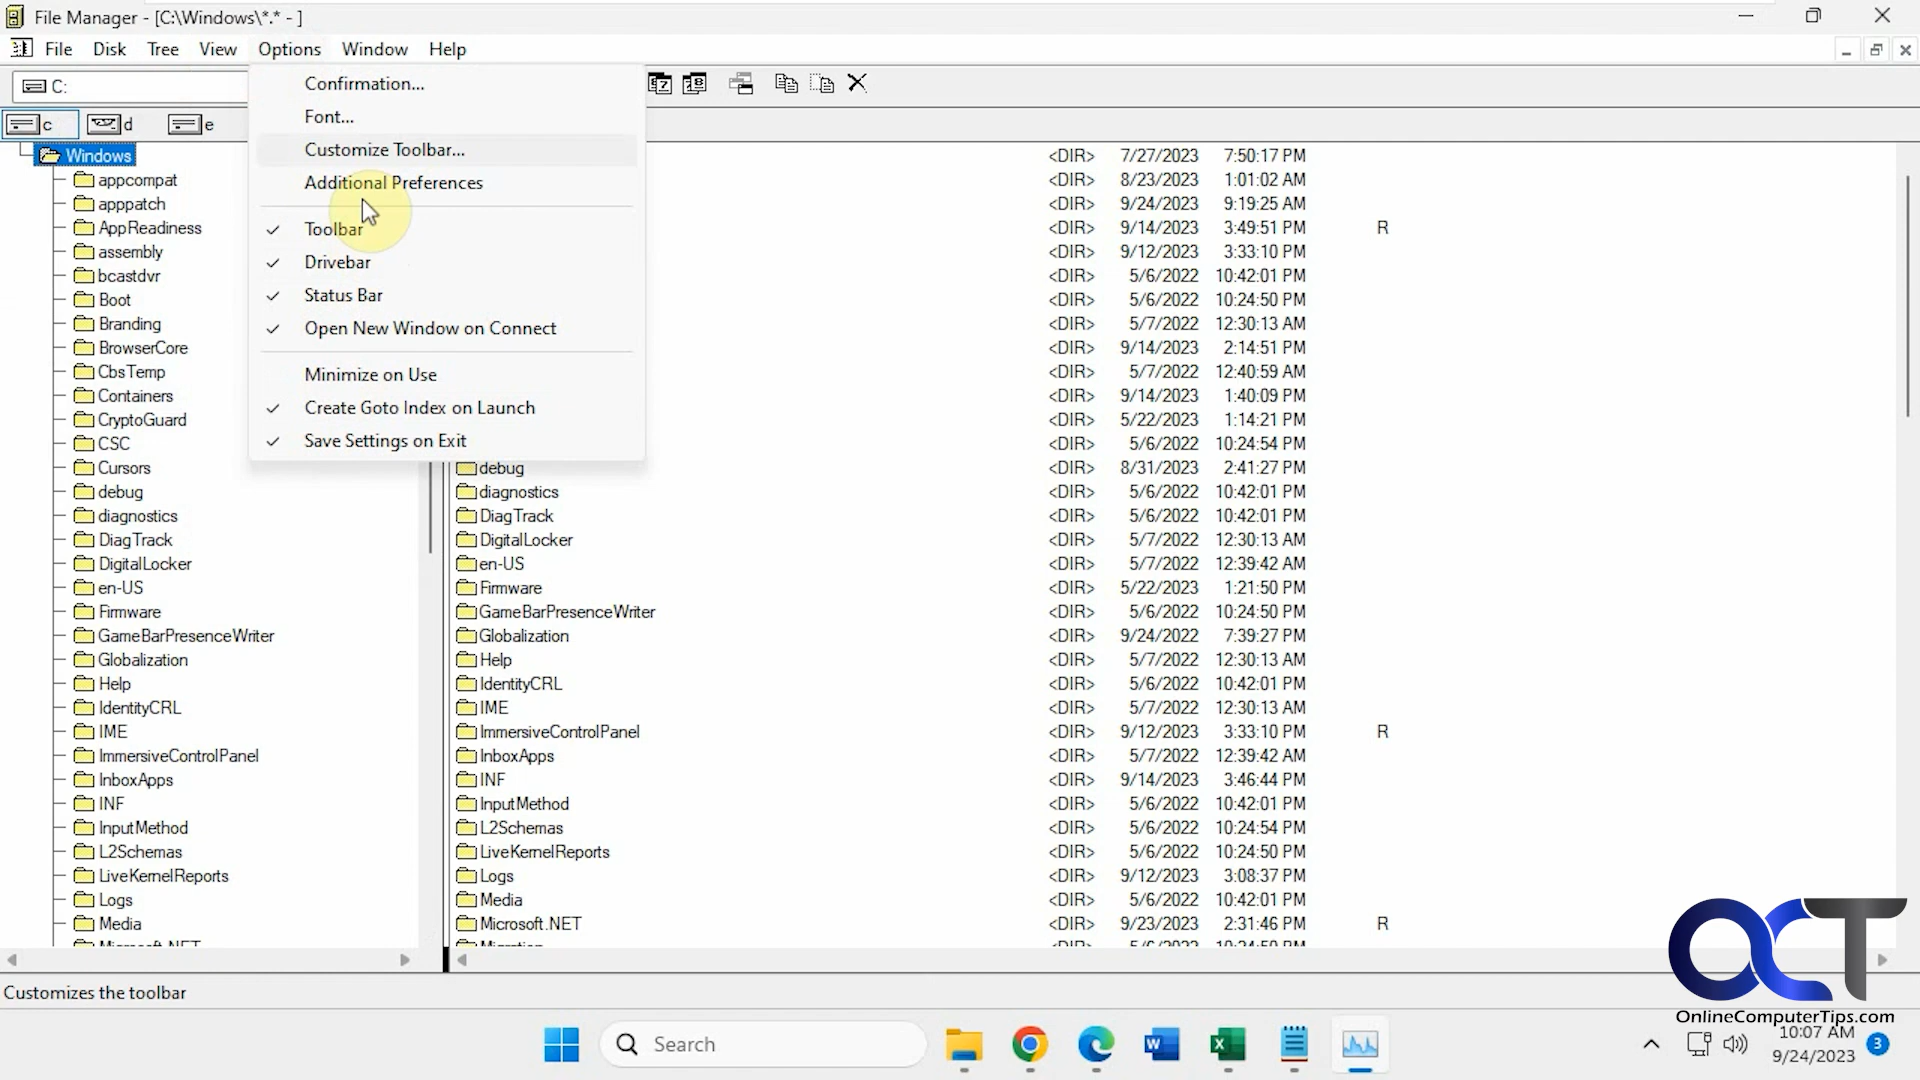 File Manager - [C:\Windows\*.* - ]
File Disk Tree View Options Window Help
C:
c d e
Confirmation...
Font...
Customize Toolbar...
Additional Preferences
Toolbar
Drivebar
Status Bar
Open New Window on Connect
Minimize on Use
Create Goto Index on Launch
Save Settings on Exit
Windows
appcompat
apppatch
AppReadiness
assembly
bcastdvr
Boot
Branding
BrowserCore
CbsTemp
Containers
CryptoGuard
CSC
Cursors
debug
diagnostics
DiagTrack
DigitalLocker
en-US
Firmware
GameBarPresenceWriter
Globalization
Help
IdentityCRL
IME
ImmersiveControlPanel
InboxApps
INF
InputMethod
L2Schemas
LiveKernelReports
Logs
Media
Microsoft.NET
<DIR> 7/27/2023 7:50:17 PM
<DIR> 8/23/2023 1:01:02 AM
<DIR> 9/24/2023 9:19:25 AM
<DIR> 9/14/2023 3:49:51 PM R
<DIR> 9/12/2023 3:33:10 PM
<DIR> 5/6/2022 10:42:01 PM
<DIR> 5/6/2022 10:24:50 PM
<DIR> 5/7/2022 12:30:13 AM
<DIR> 9/14/2023 2:14:51 PM
<DIR> 5/7/2022 12:40:59 AM
<DIR> 9/14/2023 1:40:09 PM
<DIR> 5/22/2023 1:14:21 PM
<DIR> 5/6/2022 10:24:54 PM
debug <DIR> 8/31/2023 2:41:27 PM
diagnostics <DIR> 5/6/2022 10:42:01 PM
DiagTrack <DIR> 5/6/2022 10:42:01 PM
DigitalLocker <DIR> 5/7/2022 12:30:13 AM
en-US <DIR> 5/7/2022 12:39:42 AM
Firmware <DIR> 5/22/2023 1:21:50 PM
GameBarPresenceWriter <DIR> 5/6/2022 10:24:50 PM
Globalization <DIR> 9/24/2022 7:39:27 PM
Help <DIR> 5/7/2022 12:30:13 AM
IdentityCRL <DIR> 5/6/2022 10:42:01 PM
IME <DIR> 5/7/2022 12:30:13 AM
ImmersiveControlPanel <DIR> 9/12/2023 3:33:10 PM R
InboxApps <DIR> 5/7/2022 12:39:42 AM
INF <DIR> 9/14/2023 3:46:44 PM
InputMethod <DIR> 5/6/2022 10:42:01 PM
L2Schemas <DIR> 5/6/2022 10:24:54 PM
LiveKernelReports <DIR> 5/6/2022 10:24:50 PM
Logs <DIR> 9/12/2023 3:08:37 PM
Media <DIR> 5/6/2022 10:42:01 PM
Microsoft.NET <DIR> 9/23/2023 2:31:46 PM R
Migration <DIR> 5/6/2022 10:24:50 PM
Customizes the toolbar
OCT
OnlineComputerTips.com
Search
10:07 AM
9/24/2023
3